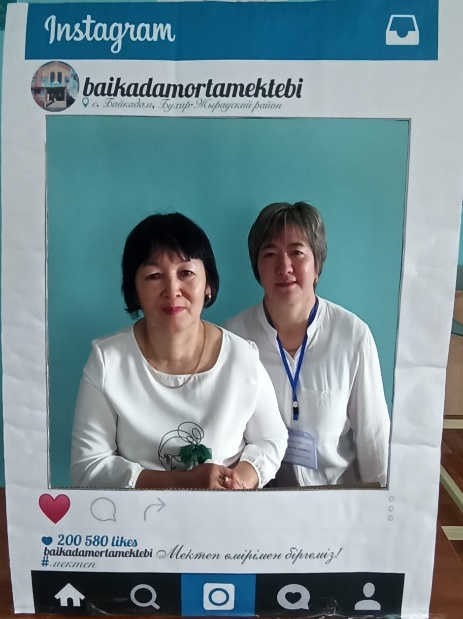 Instagram
baikadamortamektebi
с. Байкадам, Бухар-Жырауский район
200 580 likes
baikadamortamektebi Мектеп өмірімен біргеміз!
#мектеп